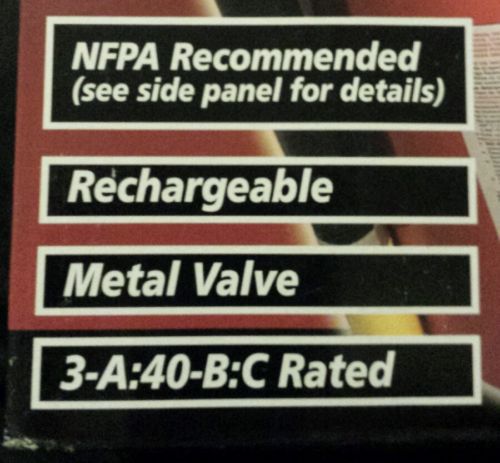 NFPA Recommended
(see side panel for details)
Rechargeable
Metal Valve
3-A:40-B:C Rated